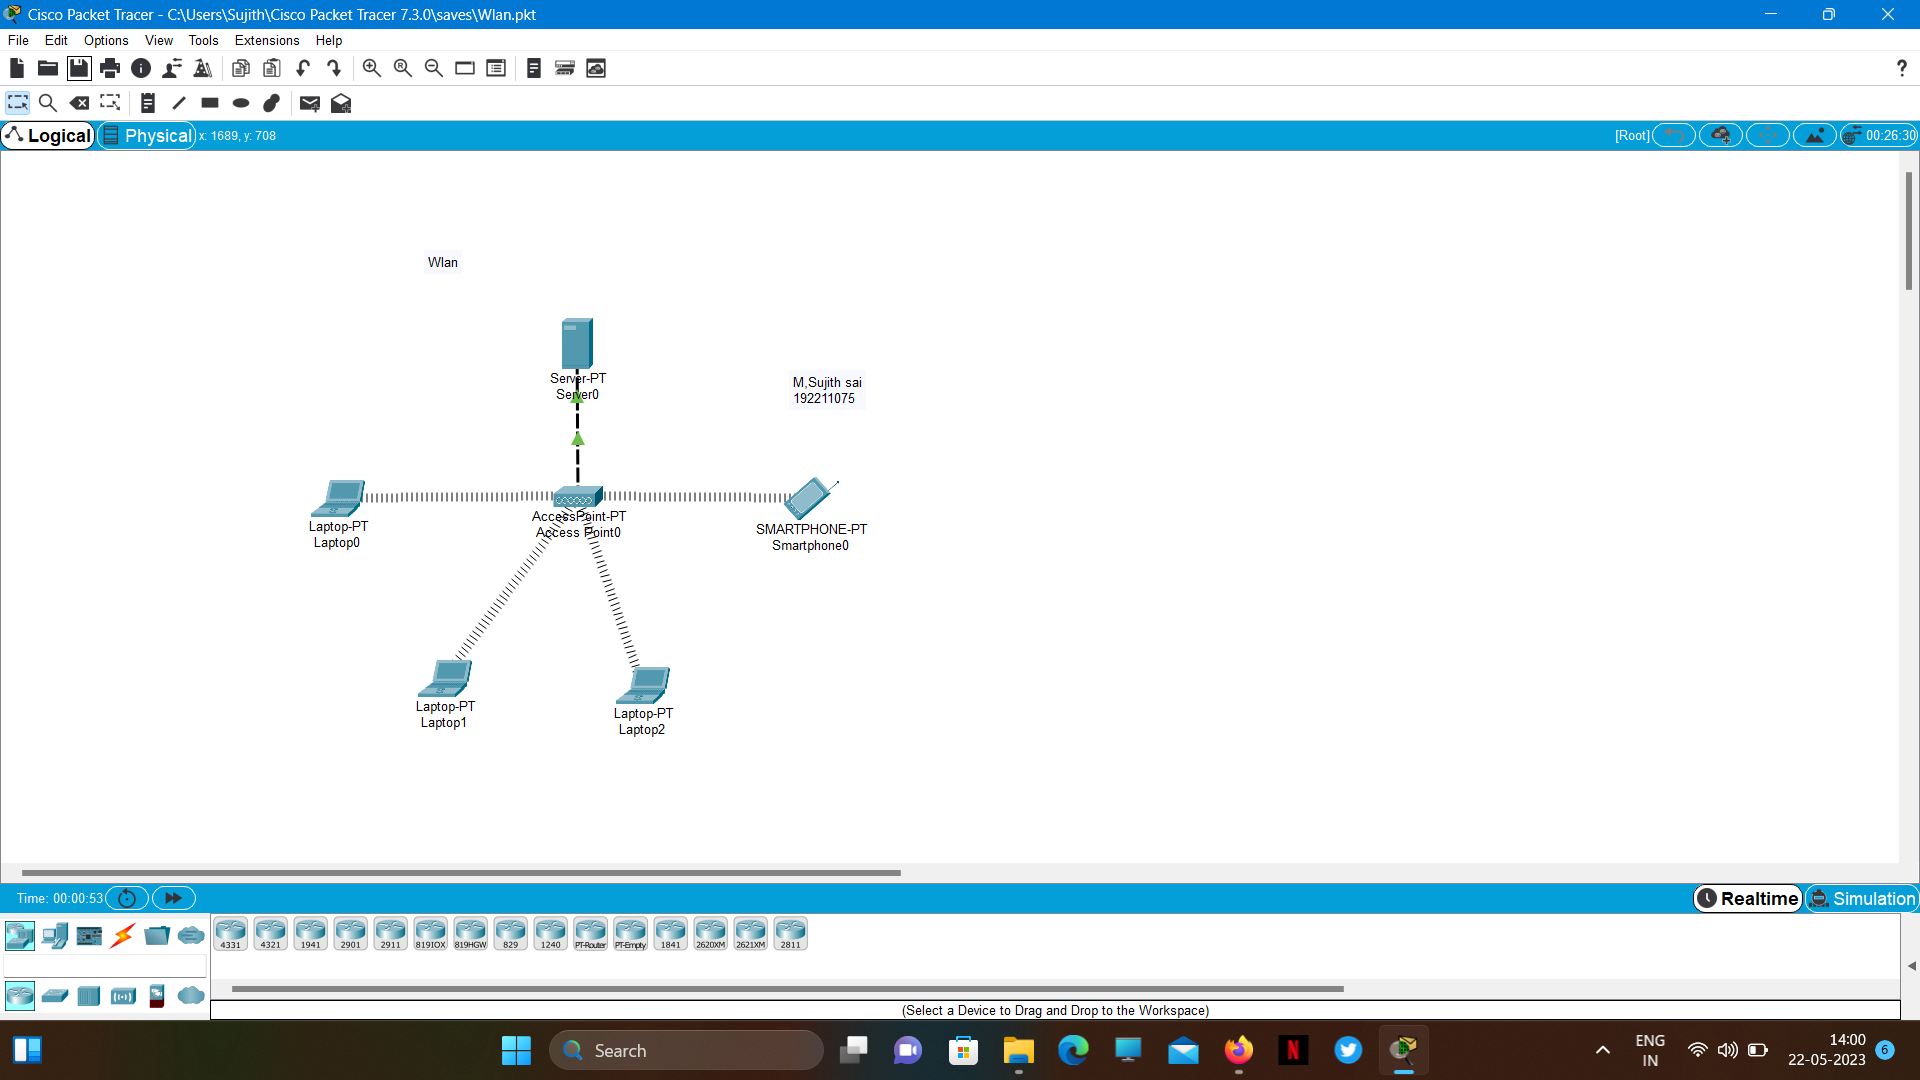 Cisco Packet Tracer - C:\Users\Sujith\Cisco Packet Tracer 7.3.0\saves\Wlan.pkt
File Edit Options View Tools Extensions Help
?
Logical Physical x: 1689, y: 708 [Root] 00:26:30
Wlan
Server-PT
Server0
M,Sujith sai
192211075
Laptop-PT
Laptop0
AccessPoint-PT
Access Point0
SMARTPHONE-PT
Smartphone0
Laptop-PT
Laptop1
Laptop-PT
Laptop2
Time: 00:00:53 Realtime Simulation
4331 4321 1941 2901 2911 819IOX 819HGW 829 1240 PT-Router PT-Empty 1841 2620XM 2621XM 2811
(Select a Device to Drag and Drop to the Workspace)
Search
ENG
IN
14:00
22-05-2023
6